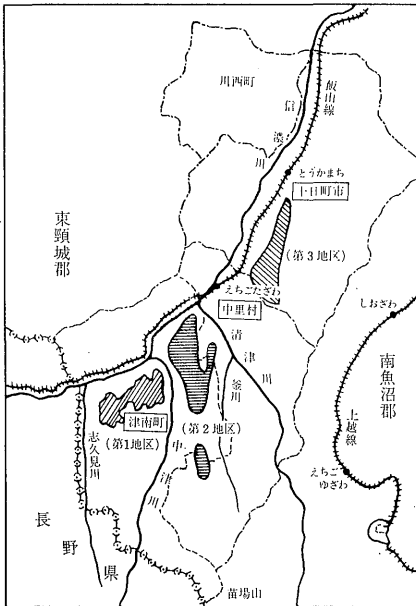 川西町
信
濃
川
飯山線
とうかまち
十日町市
東頸城郡
(第3地区)
えちごたざわ
中里村
しおざわ
清
津
川
釜川
南魚沼郡
上越線
津南町
(第1地区)
(第2地区)
志久見川
中
津
川
えちご
ゆざわ
長
野
県
苗場山